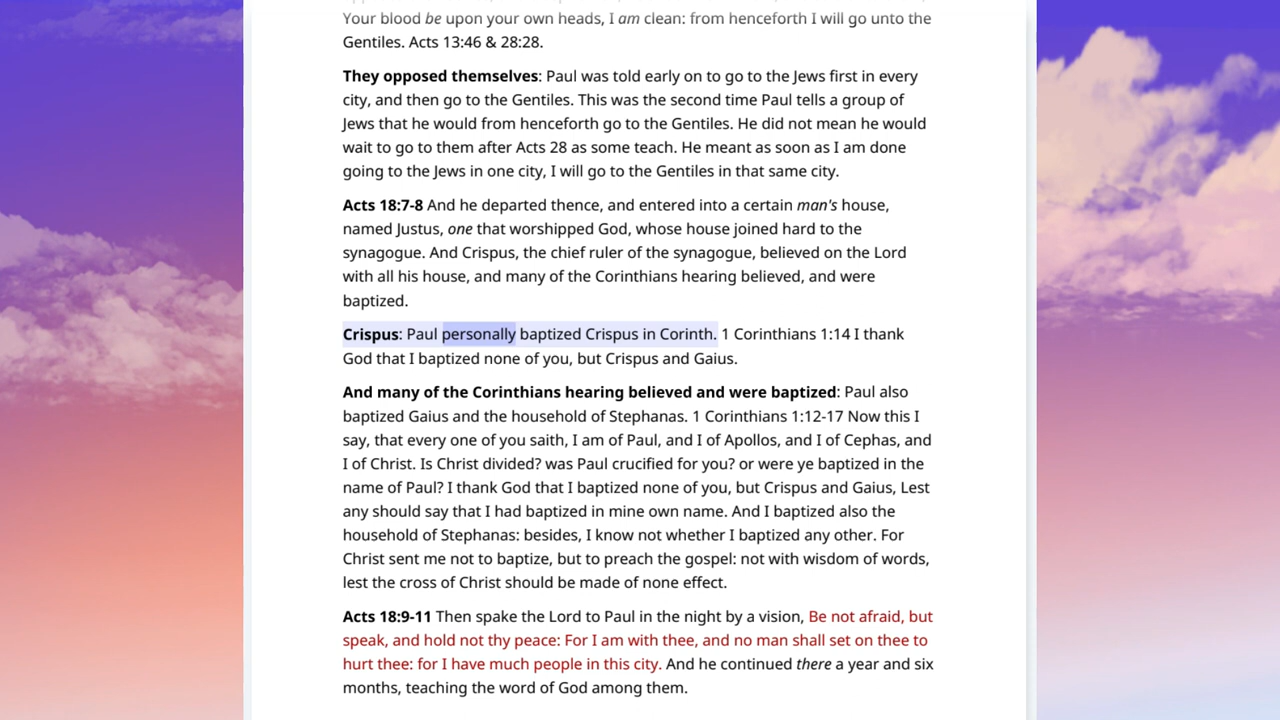 Your blood be upon your own heads, I am clean: from henceforth I will go unto the
Gentiles. Acts 13:46 & 28:28.
They opposed themselves: Paul was told early on to go to the Jews first in every
city, and then go to the Gentiles. This was the second time Paul tells a group of
Jews that he would from henceforth go to the Gentiles. He did not mean he would
wait to go to them after Acts 28 as some teach. He meant as soon as I am done
going to the Jews in one city, I will go to the Gentiles in that same city.
Acts 18:7-8 And he departed thence, and entered into a certain man's house,
named Justus, one that worshipped God, whose house joined hard to the
synagogue. And Crispus, the chief ruler of the synagogue, believed on the Lord
with all his house, and many of the Corinthians hearing believed, and were
baptized.
Crispus: Paul personally baptized Crispus in Corinth. 1 Corinthians 1:14 I thank
God that I baptized none of you, but Crispus and Gaius.
And many of the Corinthians hearing believed and were baptized: Paul also
baptized Gaius and the household of Stephanas. 1 Corinthians 1:12-17 Now this I
say, that every one of you saith, I am of Paul, and I of Apollos, and I of Cephas, and
I of Christ. Is Christ divided? was Paul crucified for you? or were ye baptized in the
name of Paul? I thank God that I baptized none of you, but Crispus and Gaius, Lest
any should say that I had baptized in mine own name. And I baptized also the
household of Stephanas: besides, I know not whether I baptized any other. For
Christ sent me not to baptize, but to preach the gospel: not with wisdom of words,
lest the cross of Christ should be made of none effect.
Acts 18:9-11 Then spake the Lord to Paul in the night by a vision, Be not afraid, but
speak, and hold not thy peace: For I am with thee, and no man shall set on thee to
hurt thee: for I have much people in this city. And he continued there a year and six
months, teaching the word of God among them.